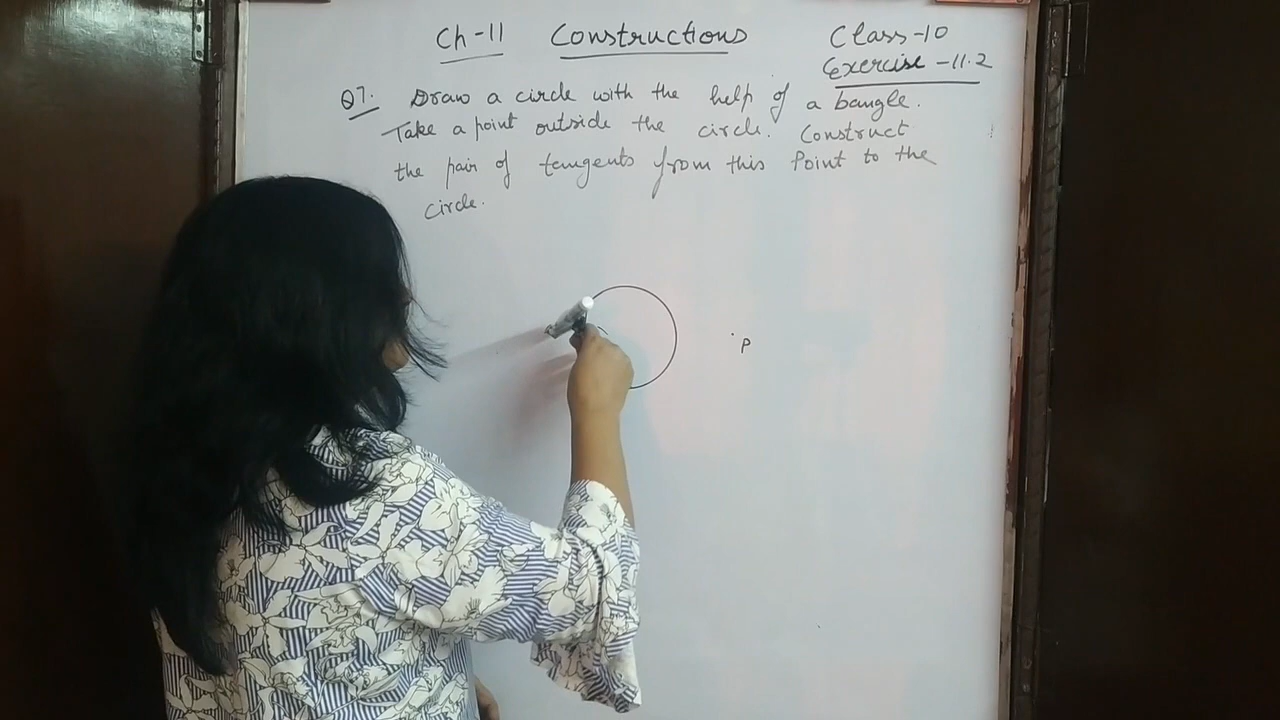 Ch-11 Constructions Class-10
Exercise-11.2
Q7. Draw a circle with the help of a bangle.
Take a point outside the circle. Construct
the pair of tangents from this Point to the
circle.
P